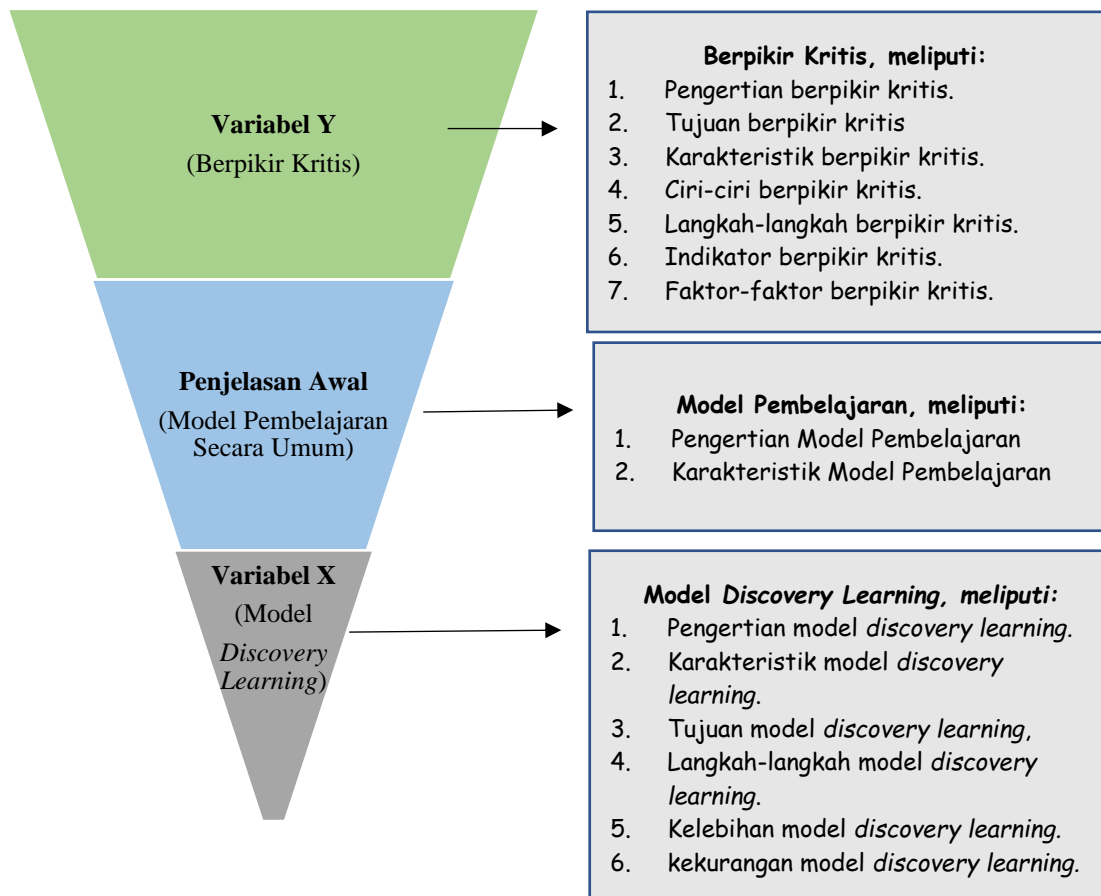 Variabel Y
(Berpikir Kritis)
Berpikir Kritis, meliputi:
1. Pengertian berpikir kritis.
2. Tujuan berpikir kritis
3. Karakteristik berpikir kritis.
4. Ciri-ciri berpikir kritis.
5. Langkah-langkah berpikir kritis.
6. Indikator berpikir kritis.
7. Faktor-faktor berpikir kritis.
Penjelasan Awal
(Model Pembelajaran
Secara Umum)
Model Pembelajaran, meliputi:
1. Pengertian Model Pembelajaran
2. Karakteristik Model Pembelajaran
Variabel X
(Model
Discovery
Learning)
Model Discovery Learning, meliputi:
1. Pengertian model discovery learning.
2. Karakteristik model discovery
learning.
3. Tujuan model discovery learning,
4. Langkah-langkah model discovery
learning.
5. Kelebihan model discovery learning.
6. kekurangan model discovery learning.